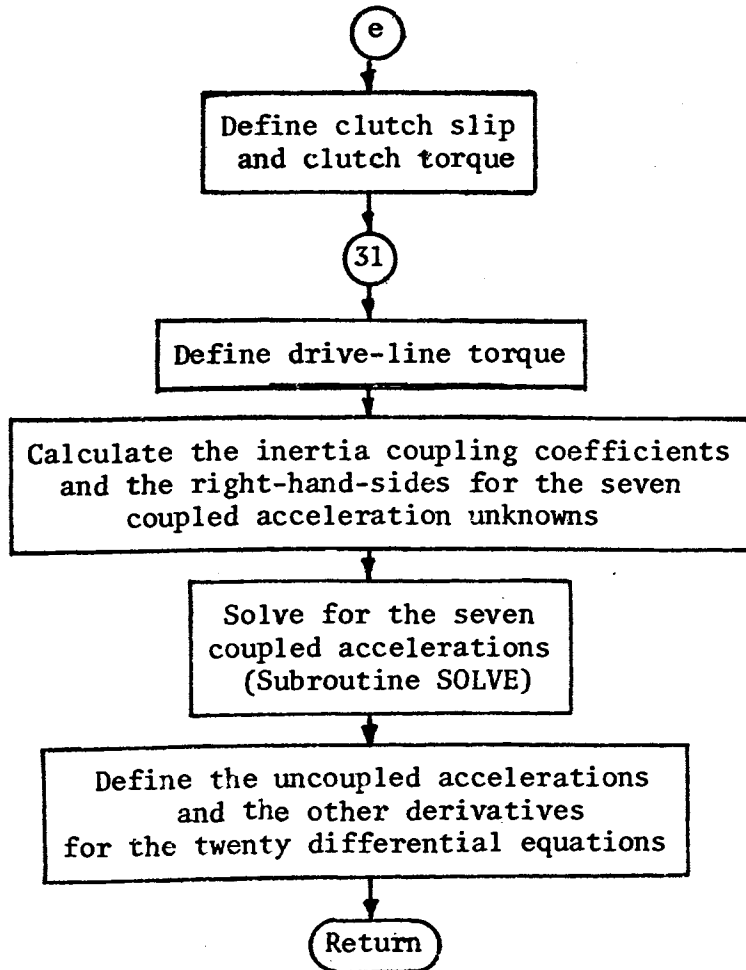 e
Define clutch slip
and clutch torque
31
Define drive-line torque
Calculate the inertia coupling coefficients
and the right-hand-sides for the seven
coupled acceleration unknowns
Solve for the seven
coupled accelerations
(Subroutine SOLVE)
Define the uncoupled accelerations
and the other derivatives
for the twenty differential equations
Return